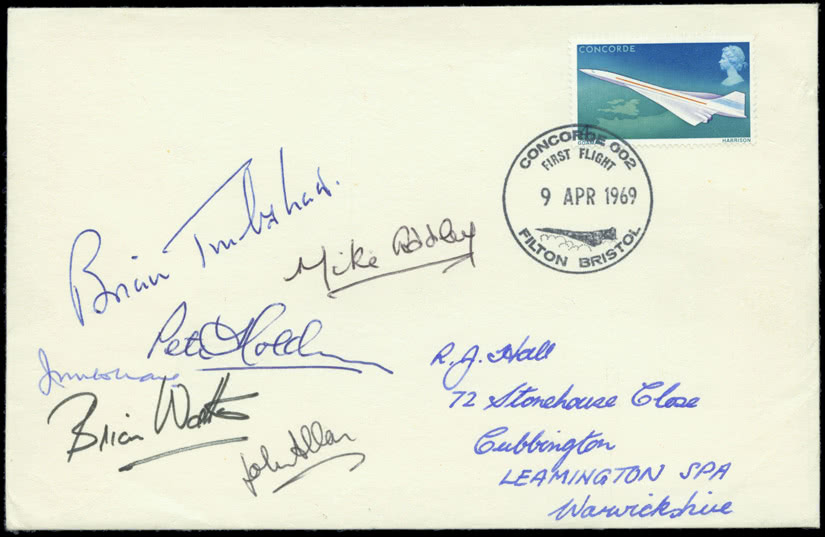 CONCORDE
HARRISON
CONCORDE 002
FIRST FLIGHT
9 APR 1969
FILTON BRISTOL
Brian Trubshaw.
Mike Addley
Pete Holding
Brian Watts
John Allan
R. J. Hall
72 Stonehouse Close
Cubbington
LEAMINGTON SPA
Warwickshire